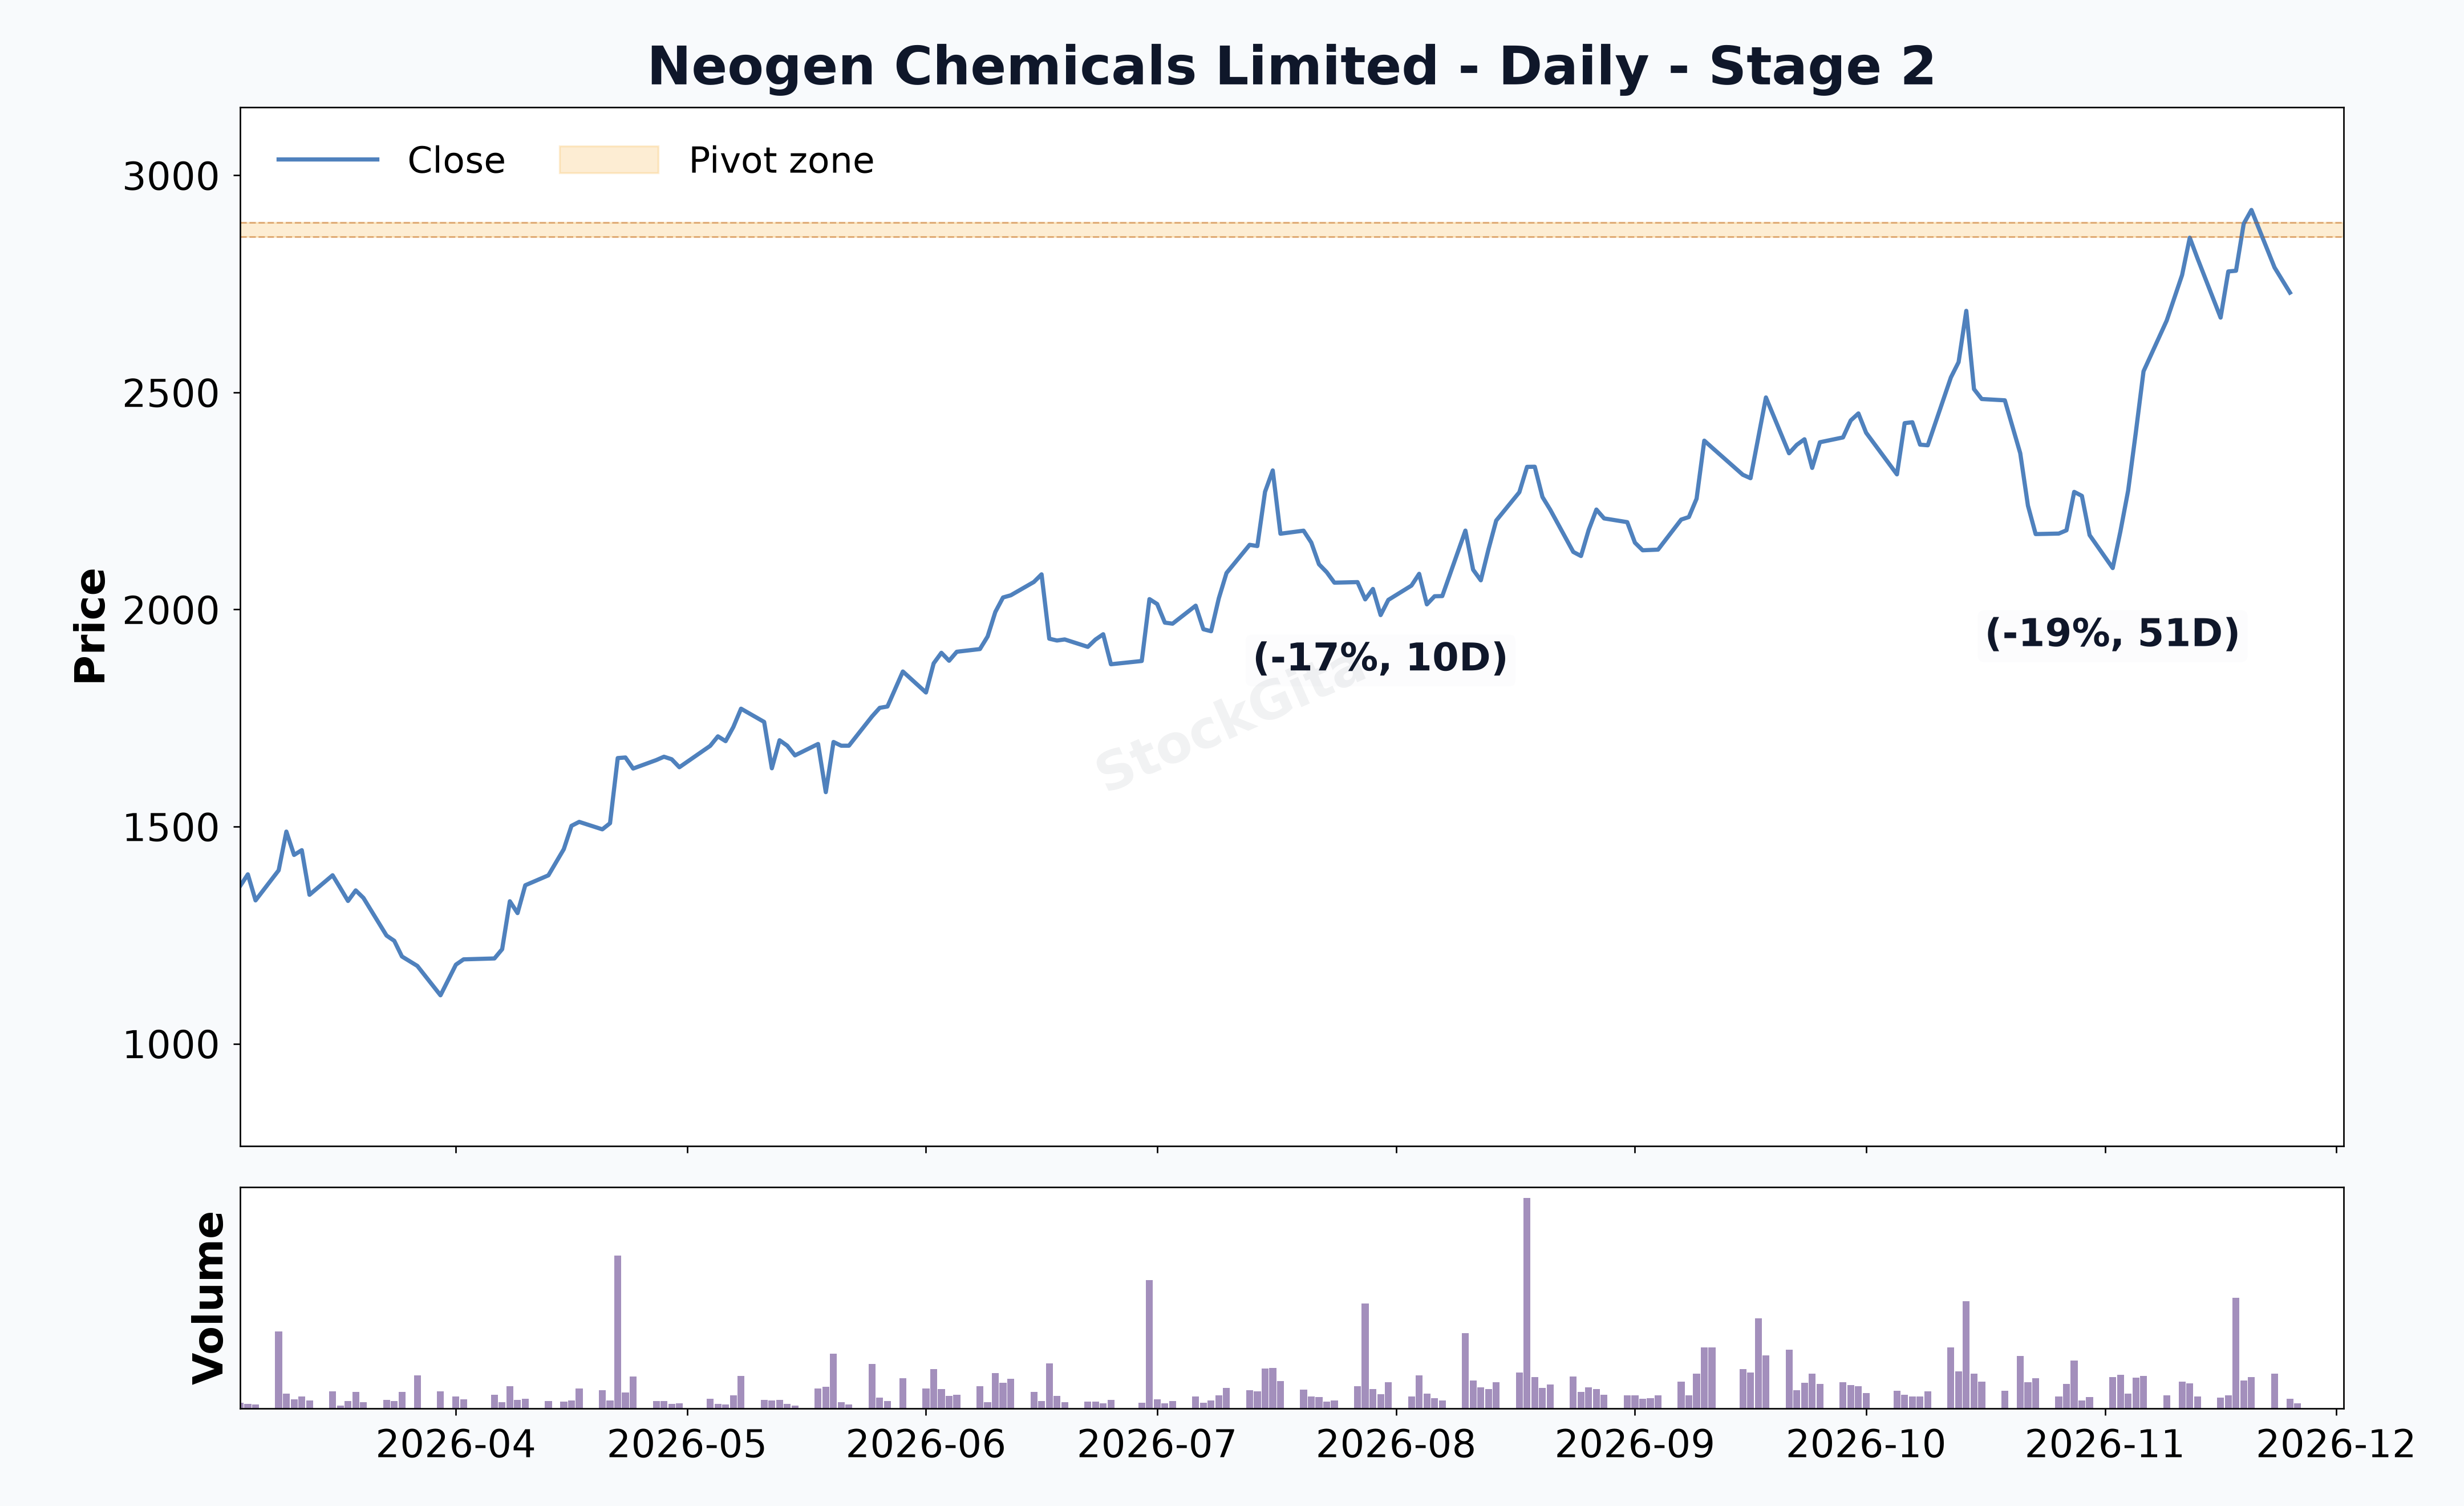 Neogen Chemicals Limited - Daily - Stage 2
Close
Pivot zone
Price
3000
2500
2000
1500
1000
(-17%, 10D)
(-19%, 51D)
StockGita
Volume
2026-04
2026-05
2026-06
2026-07
2026-08
2026-09
2026-10
2026-11
2026-12